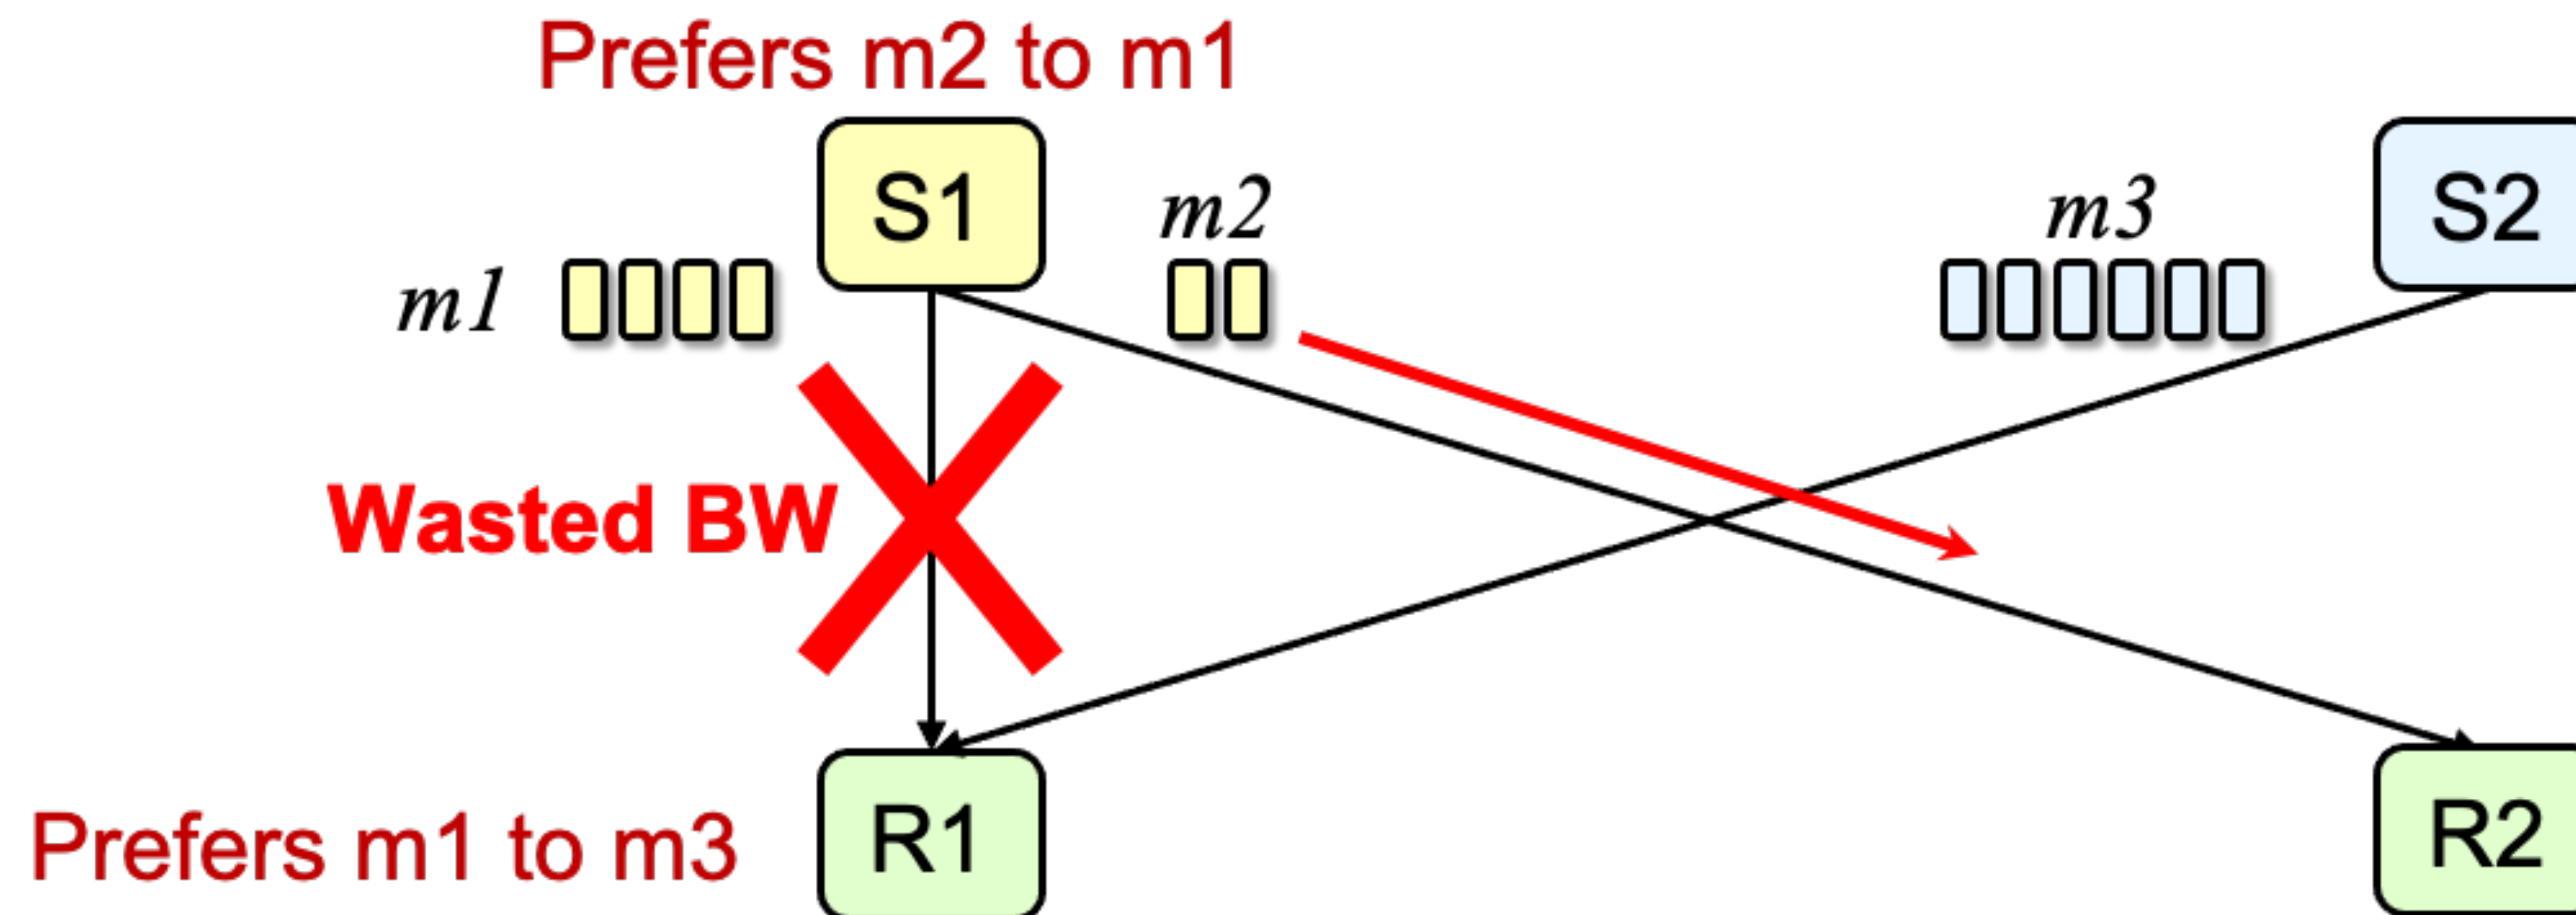 Prefers m2 to m1
S1
m2
m3
S2
m1
Wasted BW
Prefers m1 to m3
R1
R2